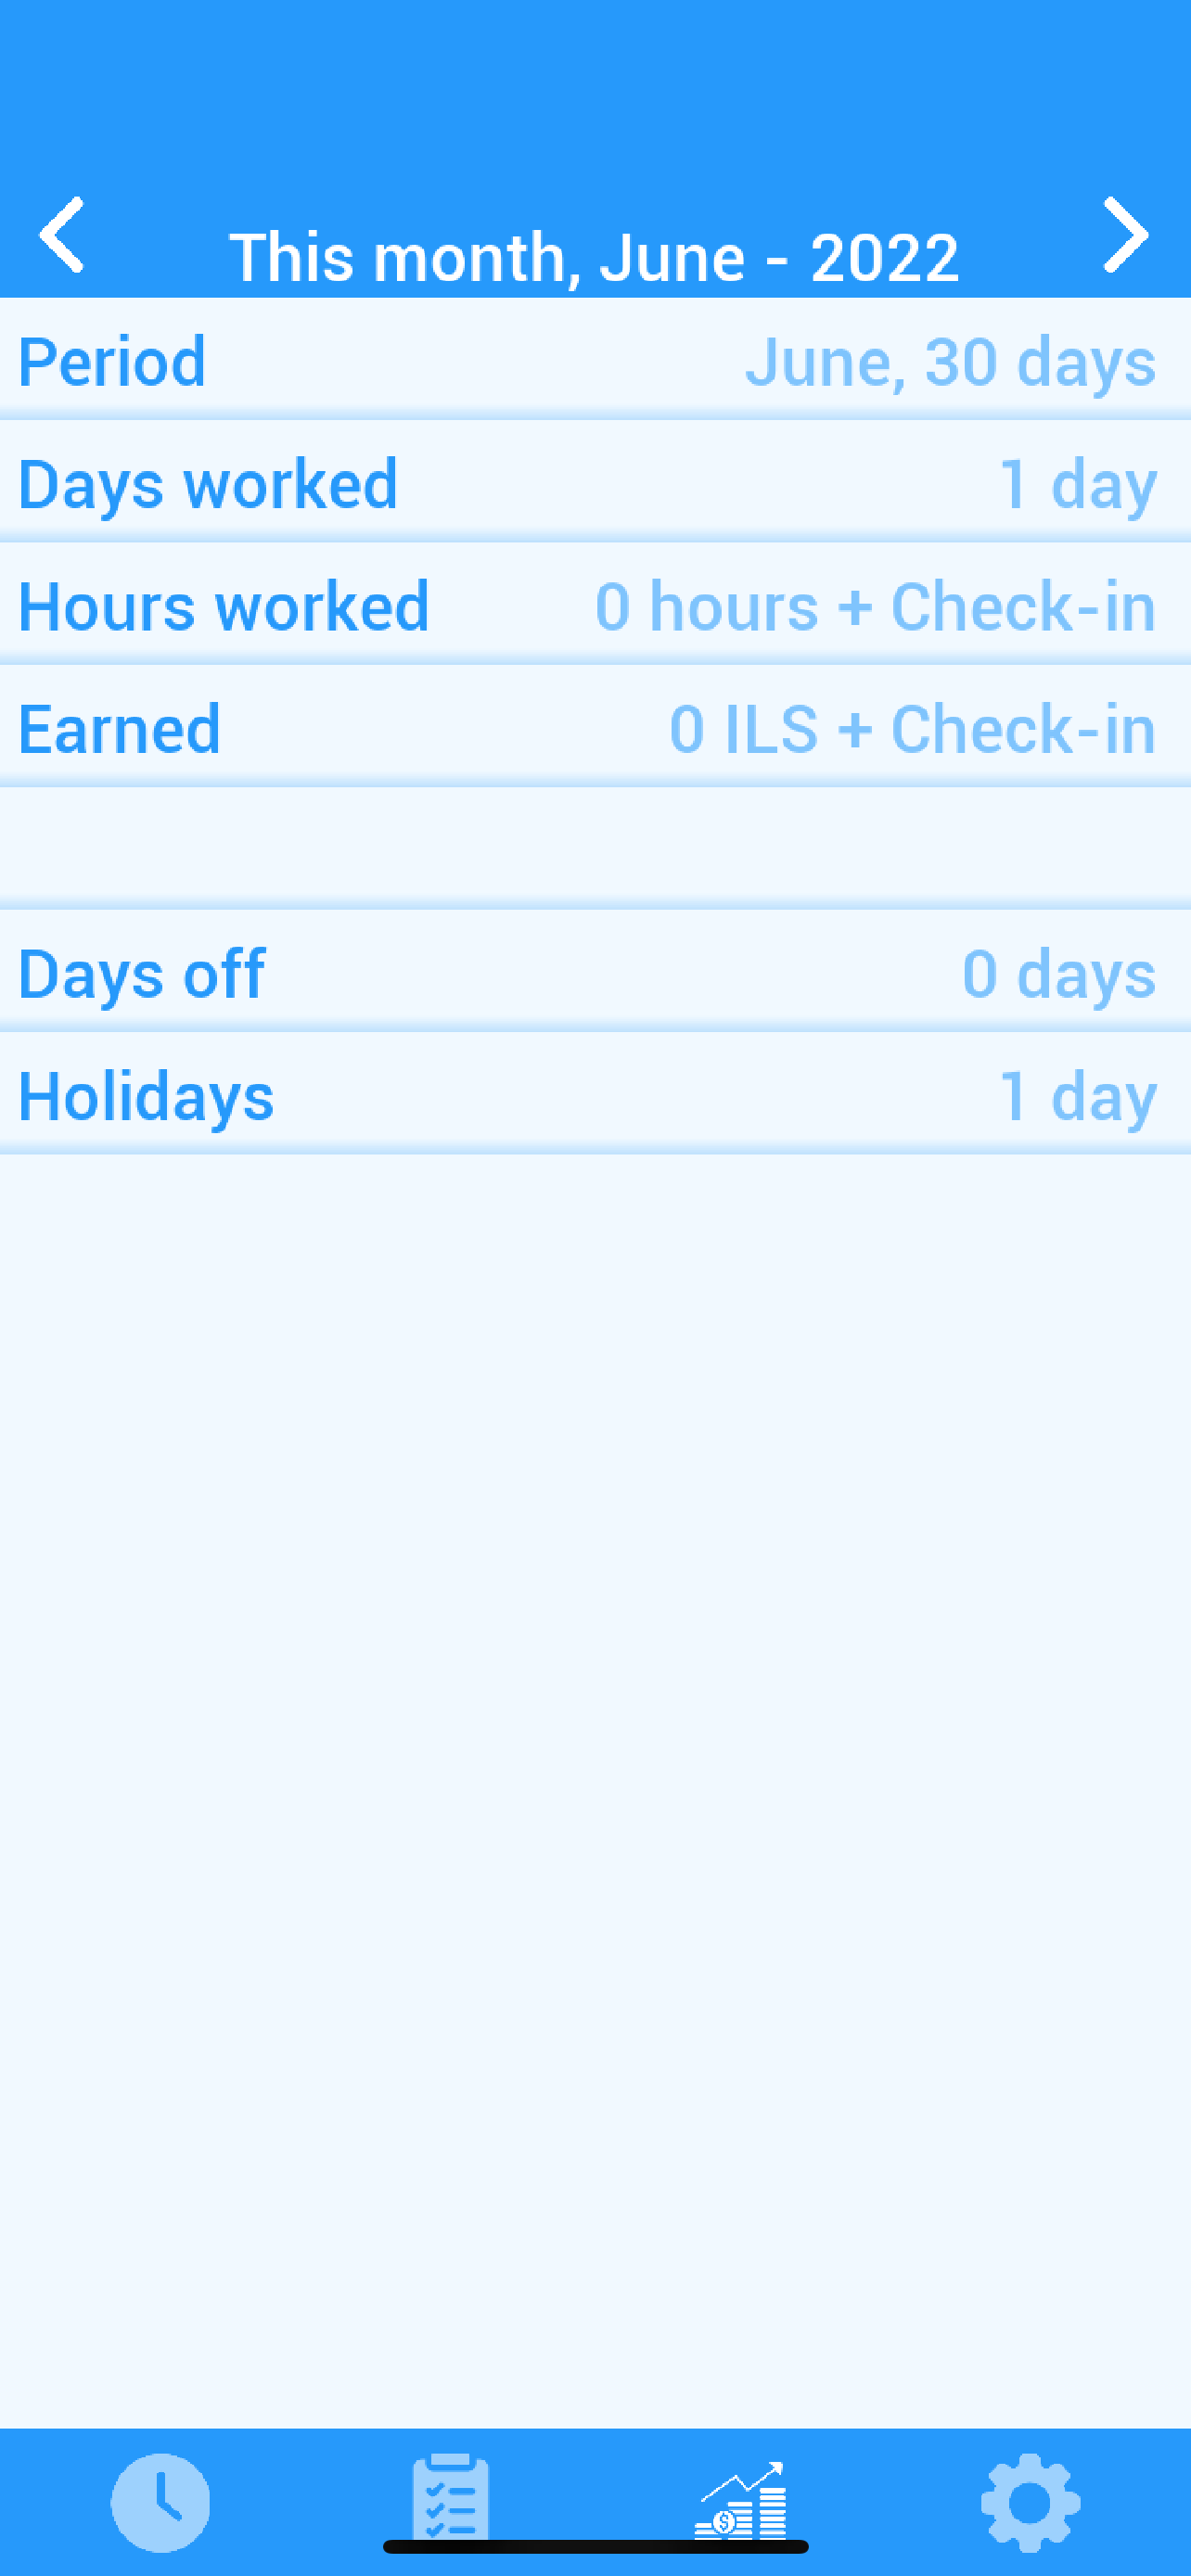 This month, June - 2022
Period June, 30 days
Days worked 1 day
Hours worked 0 hours + Check-in
Earned 0 ILS + Check-in
Days off 0 days
Holidays 1 day
$